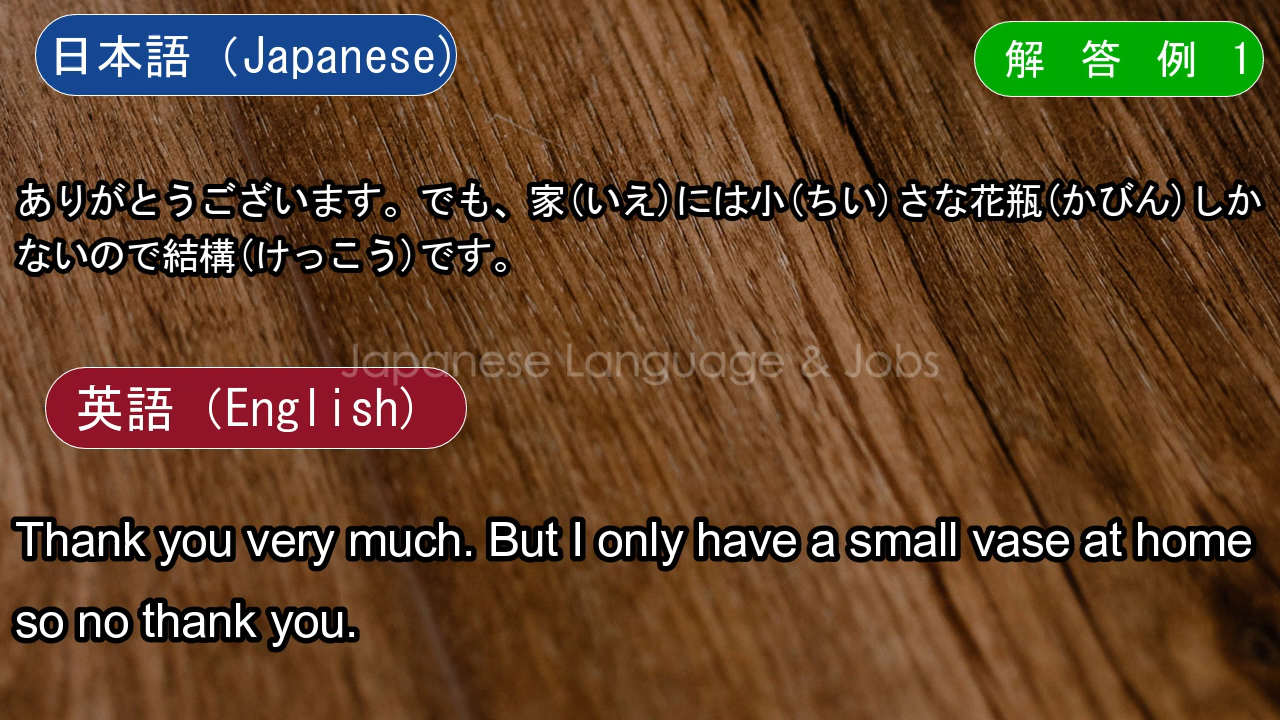 日本語 (Japanese)
解 答 例 1
ありがとうございます。でも、家(いえ)には小(ちい)さな花瓶(かびん)しか
ないので結構(けっこう)です。
Japanese Language & Jobs
英語 (English)
Thank you very much. But I only have a small vase at home
so no thank you.